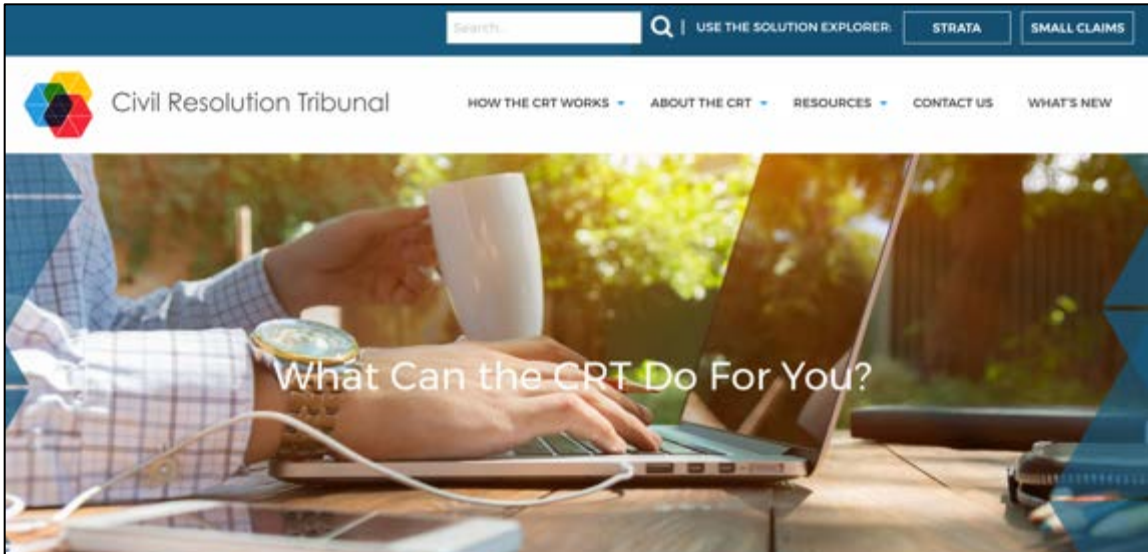 Search... | USE THE SOLUTION EXPLORER: STRATA SMALL CLAIMS
Civil Resolution Tribunal HOW THE CRT WORKS ABOUT THE CRT RESOURCES CONTACT US WHAT'S NEW
What Can the CRT Do For You?